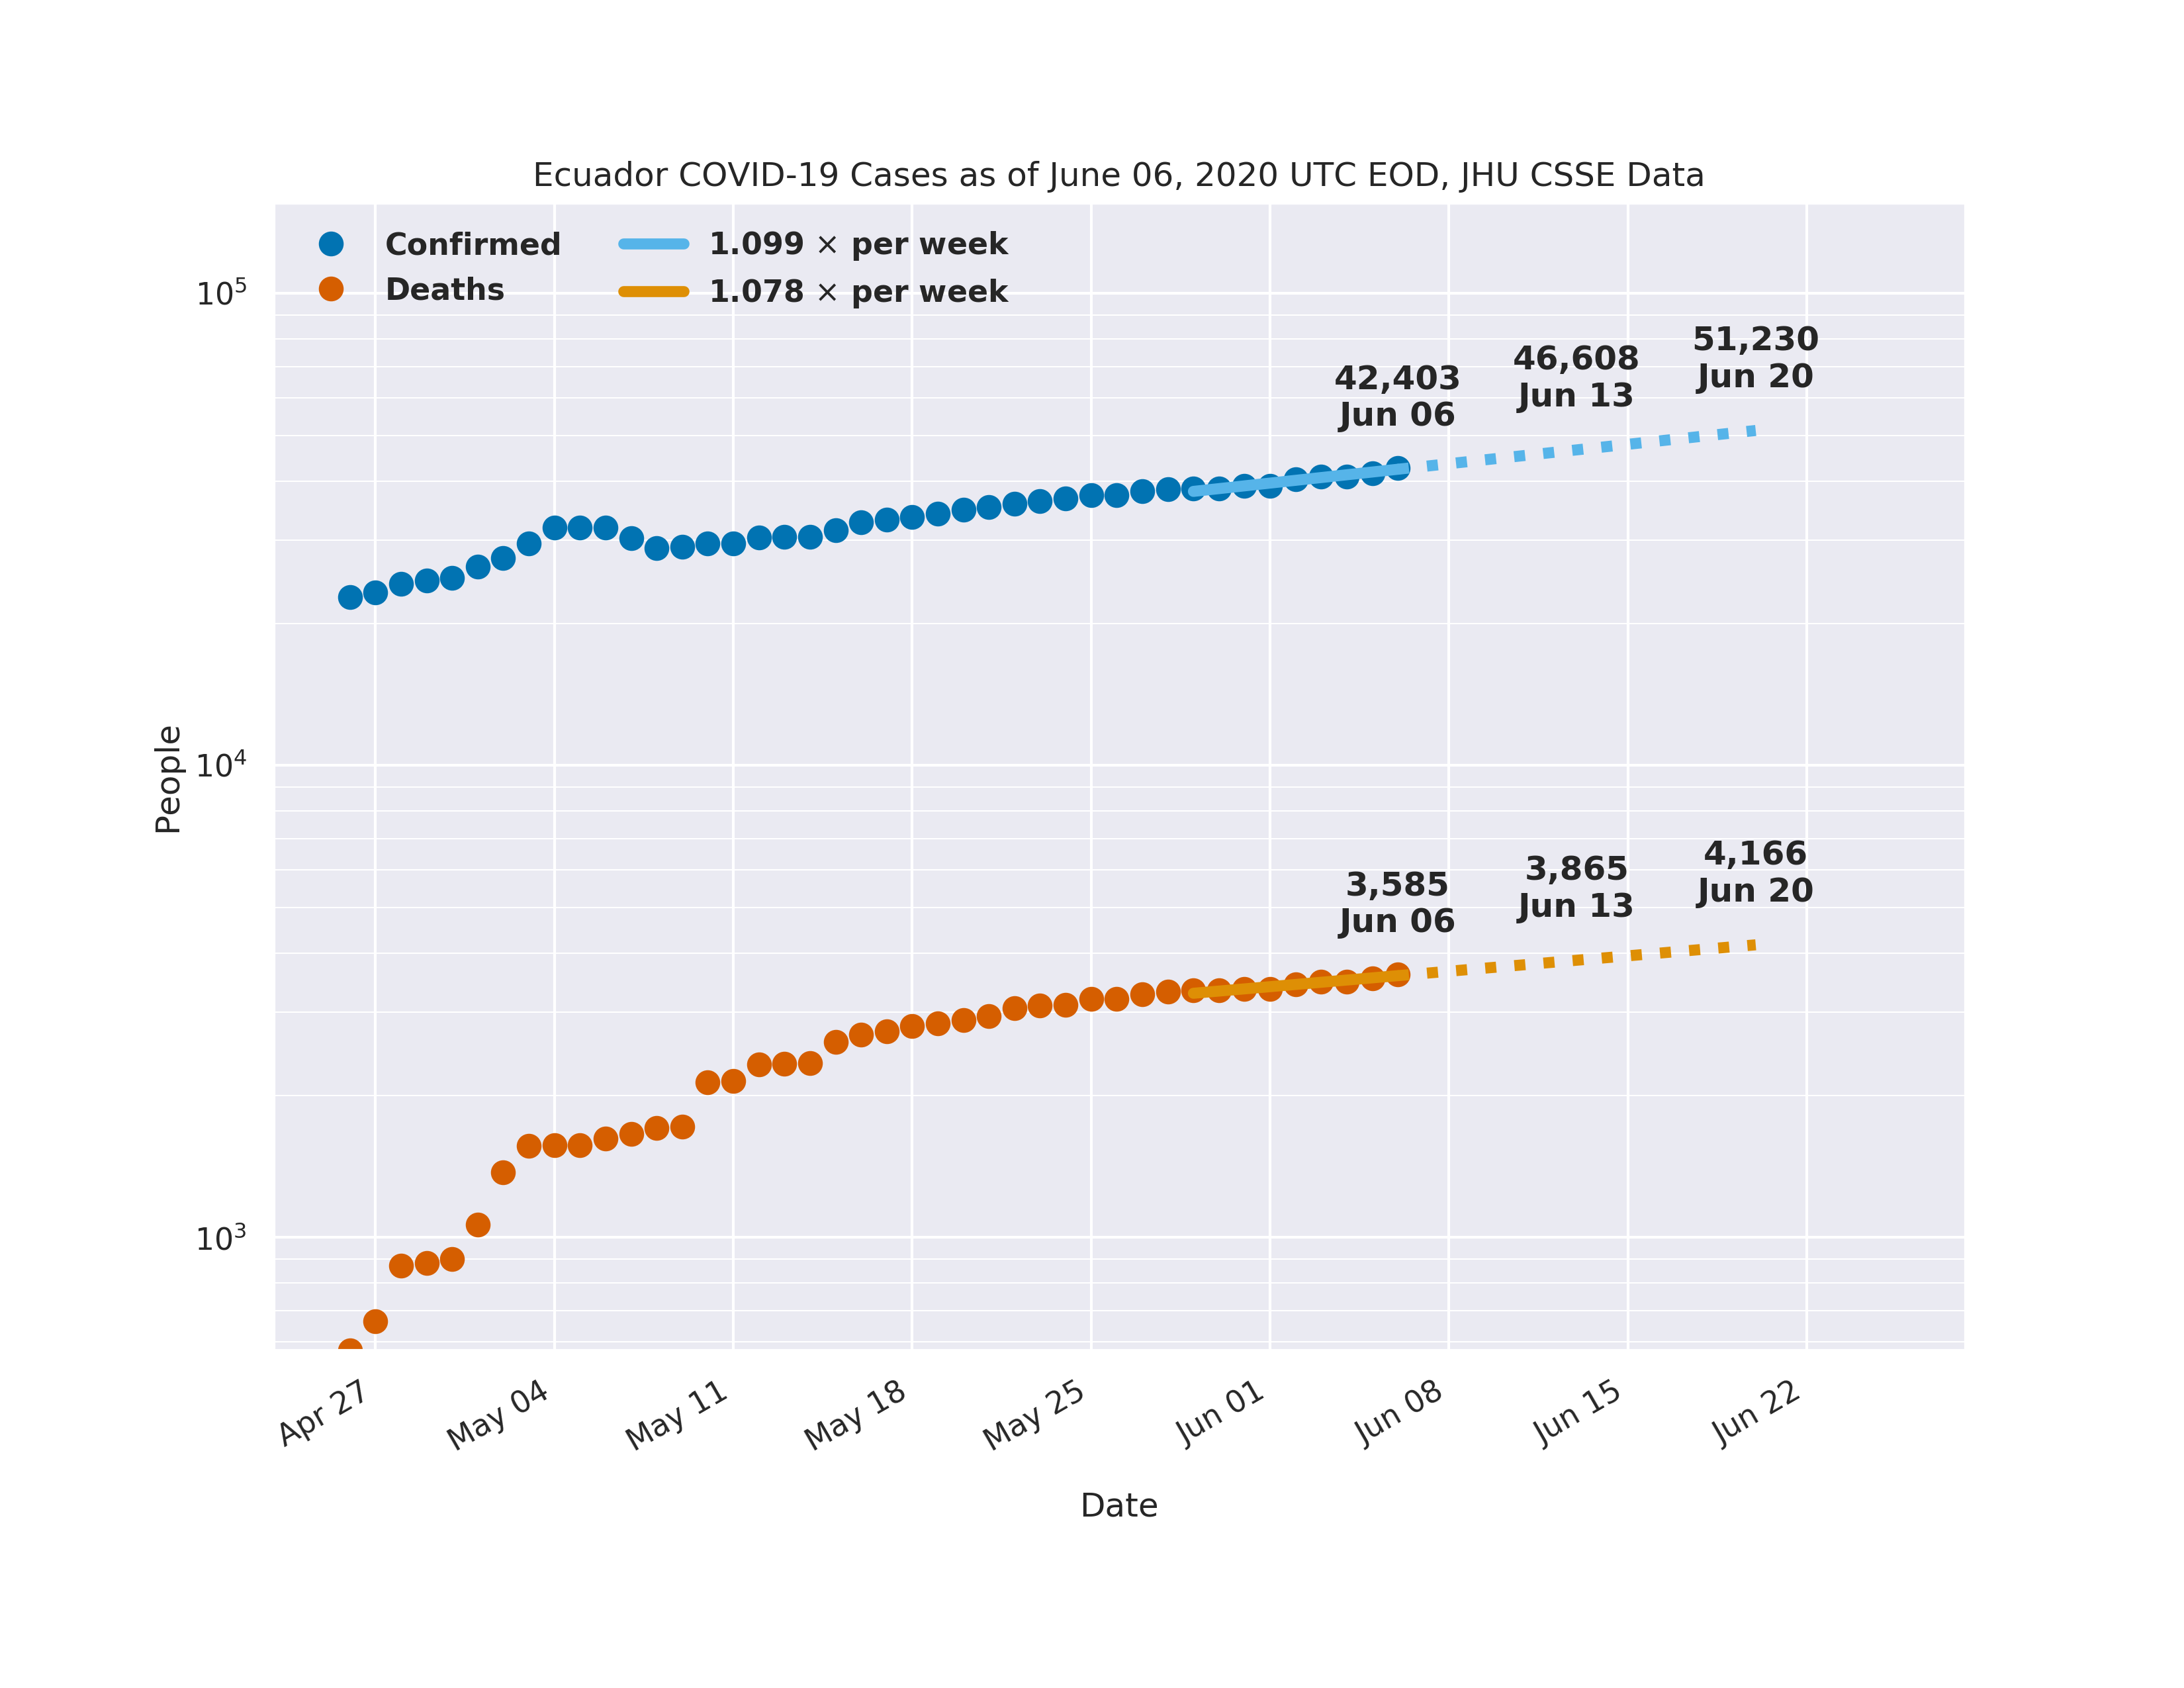 Ecuador COVID-19 Cases as of June 06, 2020 UTC EOD, JHU CSSE Data
Confirmed
Deaths
1.099 × per week
1.078 × per week
10⁵
10⁴
10³
People
51,230
Jun 20
46,608
Jun 13
42,403
Jun 06
4,166
Jun 20
3,865
Jun 13
3,585
Jun 06
Apr 27
May 04
May 11
May 18
May 25
Jun 01
Jun 08
Jun 15
Jun 22
Date